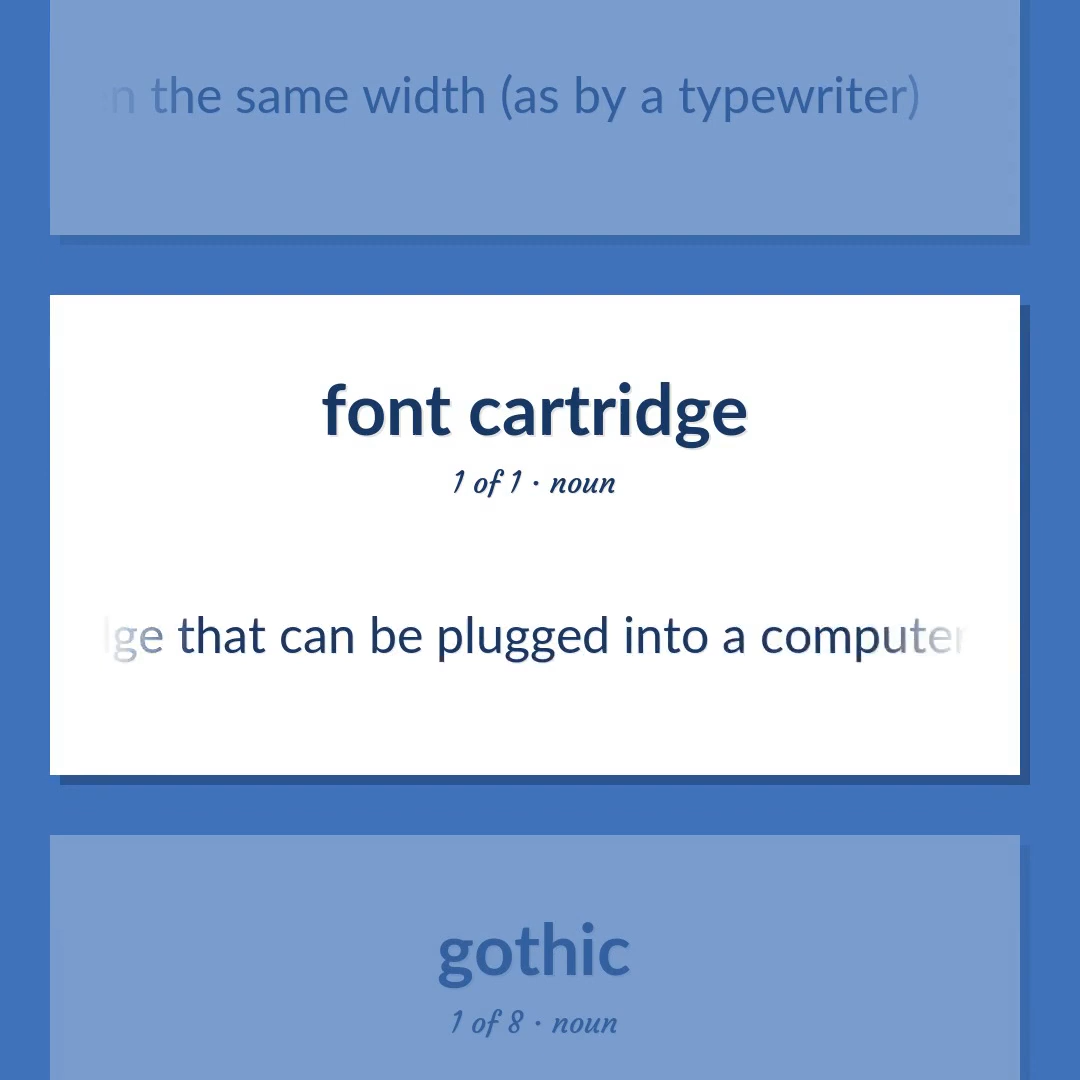 the same width (as by a typewriter)
font cartridge
1 of 1 · noun
that can be plugged into a computer
gothic
1 of 8 · noun